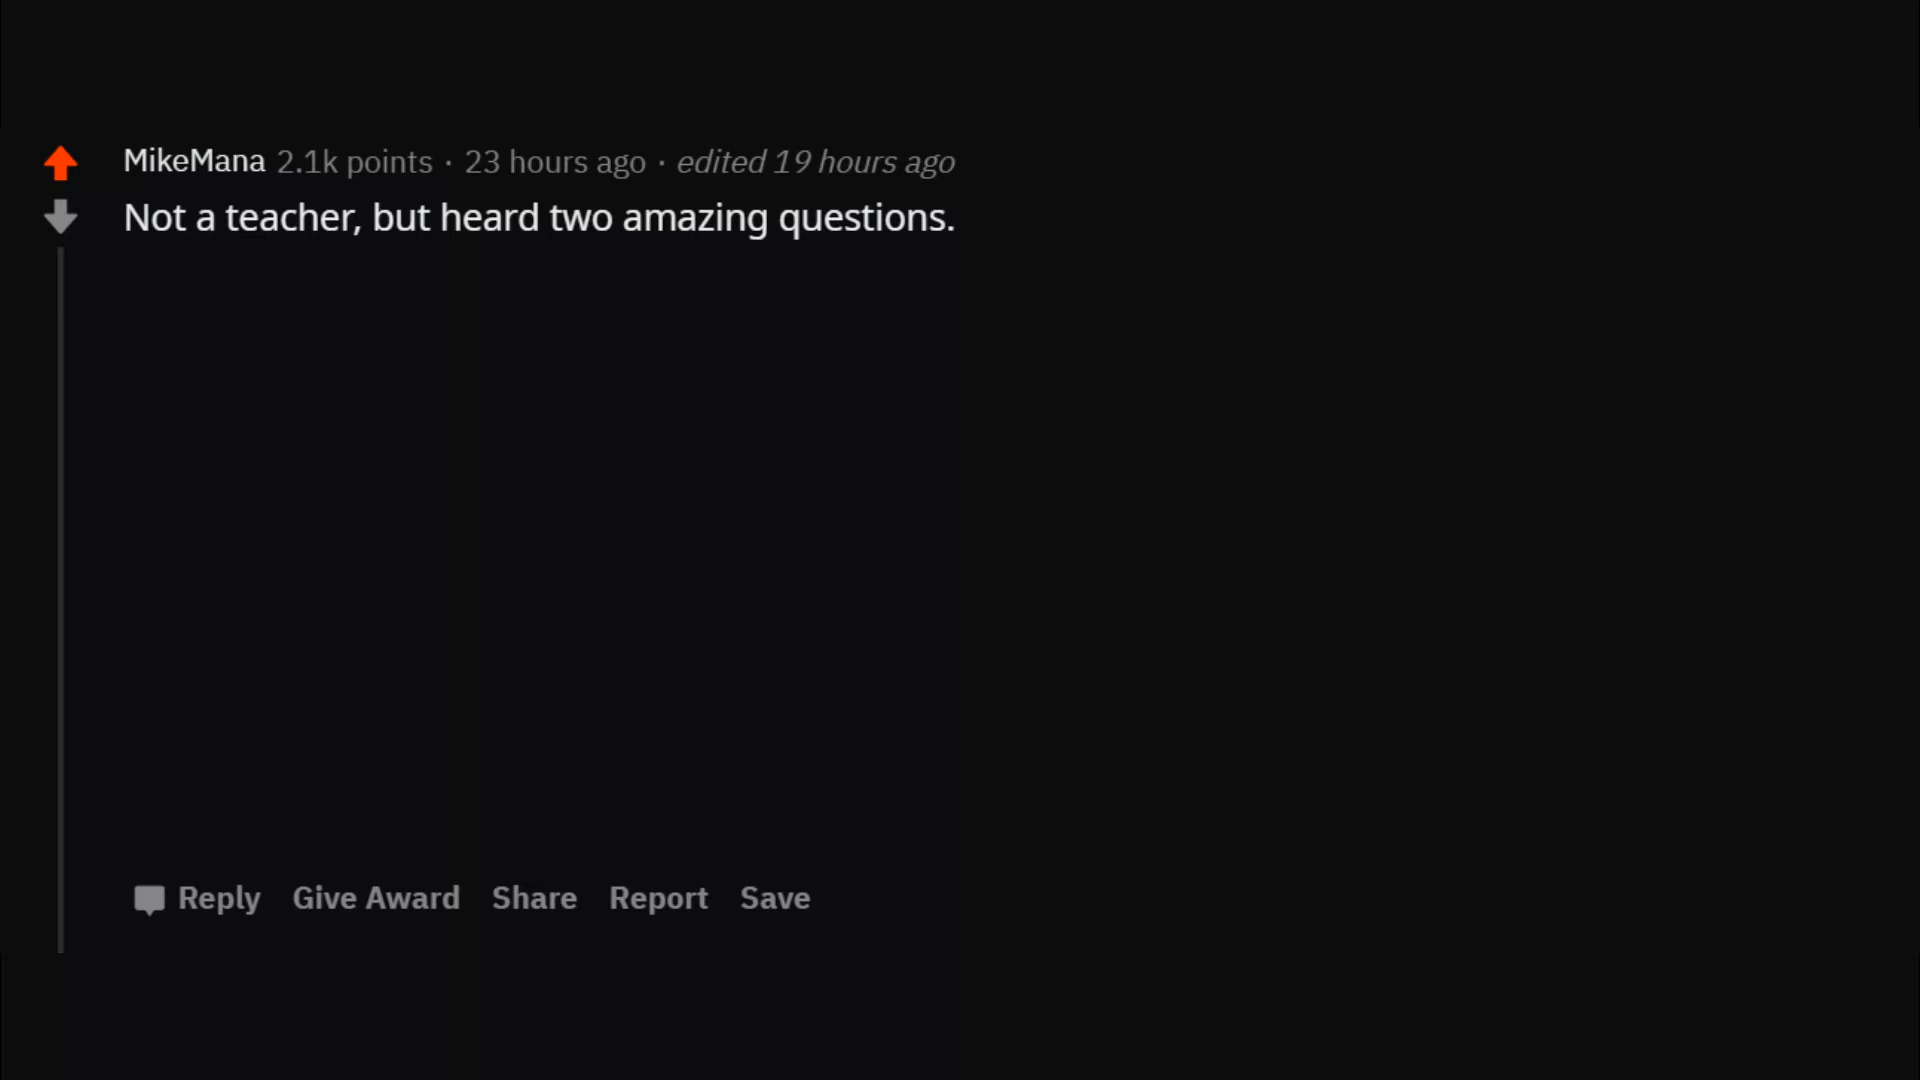 MikeMana 2.1k points · 23 hours ago · edited 19 hours ago
Not a teacher, but heard two amazing questions.
Reply Give Award Share Report Save